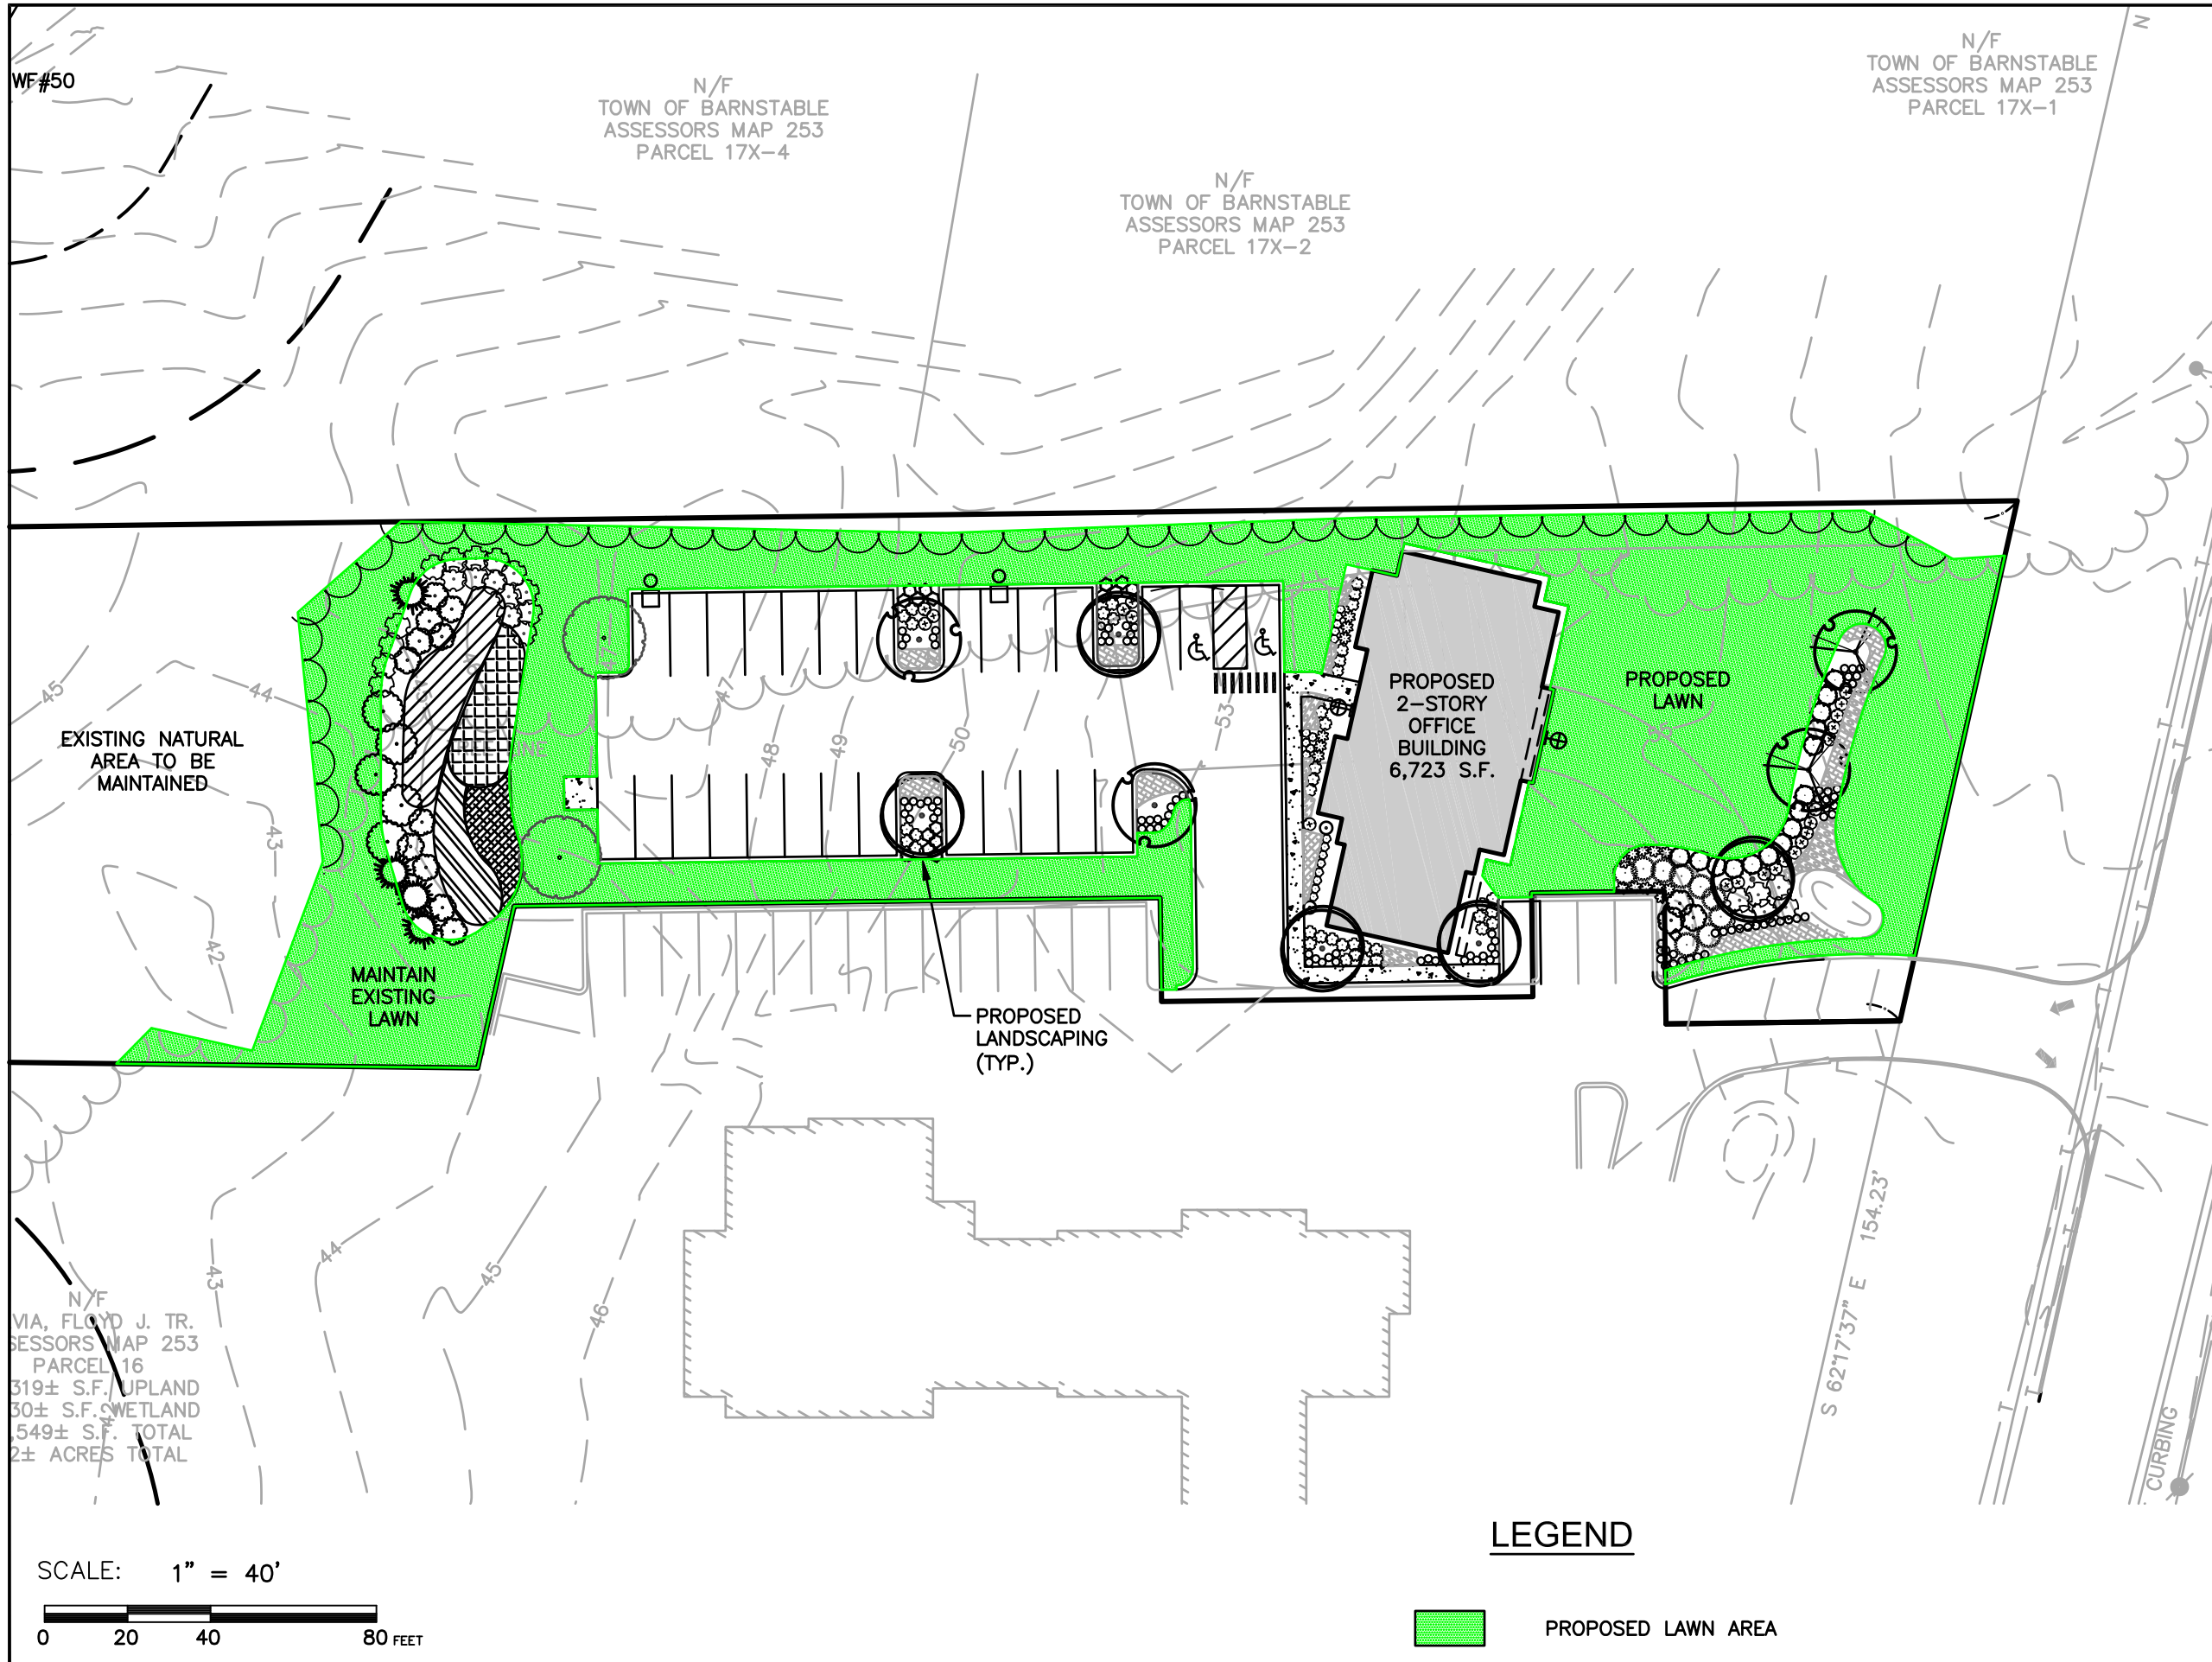 WF#50
N/F
TOWN OF BARNSTABLE
ASSESSORS MAP 253
PARCEL 17X-4
N/F
TOWN OF BARNSTABLE
ASSESSORS MAP 253
PARCEL 17X-2
N/F
TOWN OF BARNSTABLE
ASSESSORS MAP 253
PARCEL 17X-1
N
45
44
43
42
EXISTING NATURAL
AREA TO BE
MAINTAINED
47
47
48
49
50
53
PROPOSED
2-STORY
OFFICE
BUILDING
6,723 S.F.
PROPOSED
LAWN
MAINTAIN
EXISTING
LAWN
PROPOSED
LANDSCAPING
(TYP.)
43
44
45
46
42
N/F
VIA, FLOYD J. TR.
SESSORS MAP 253
PARCEL 16
319± S.F. UPLAND
30± S.F. WETLAND
,549± S.F. TOTAL
2± ACRES TOTAL
S 62°17'37" E 154.23'
T
T
T
T
T
T
T
CURBING
SCALE: 1" = 40'
0 20 40 80 FEET
LEGEND
PROPOSED LAWN AREA